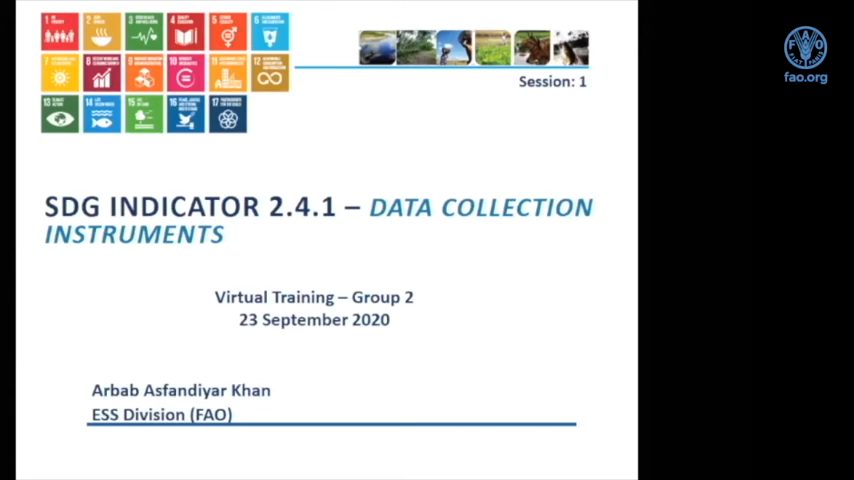 Session: 1
fao.org
SDG INDICATOR 2.4.1 – DATA COLLECTION
INSTRUMENTS
Virtual Training – Group 2
23 September 2020
Arbab Asfandiyar Khan
ESS Division (FAO)